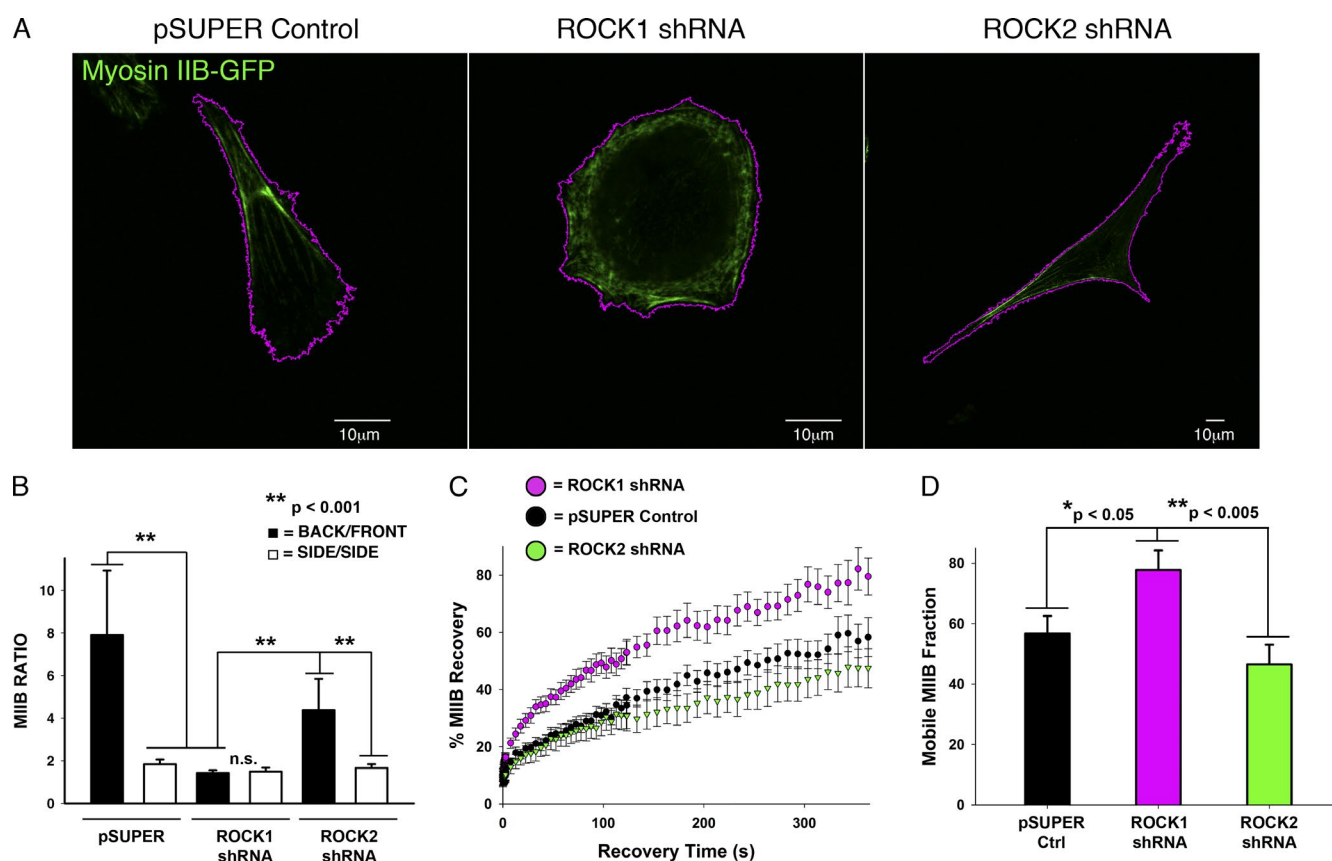 A
pSUPER Control
ROCK1 shRNA
ROCK2 shRNA
Myosin IIB-GFP
10μm
10μm
10μm
B
** p < 0.001
= BACK/FRONT
= SIDE/SIDE
**
**
**
n.s.
MIIB RATIO
10
8
6
4
2
0
pSUPER
ROCK1
shRNA
ROCK2
shRNA
C
= ROCK1 shRNA
= pSUPER Control
= ROCK2 shRNA
% MIIB Recovery
80
60
40
20
0
0
100
200
300
Recovery Time (s)
D
* p < 0.05
** p < 0.005
Mobile MIIB Fraction
80
60
40
20
0
pSUPER
Ctrl
ROCK1
shRNA
ROCK2
shRNA